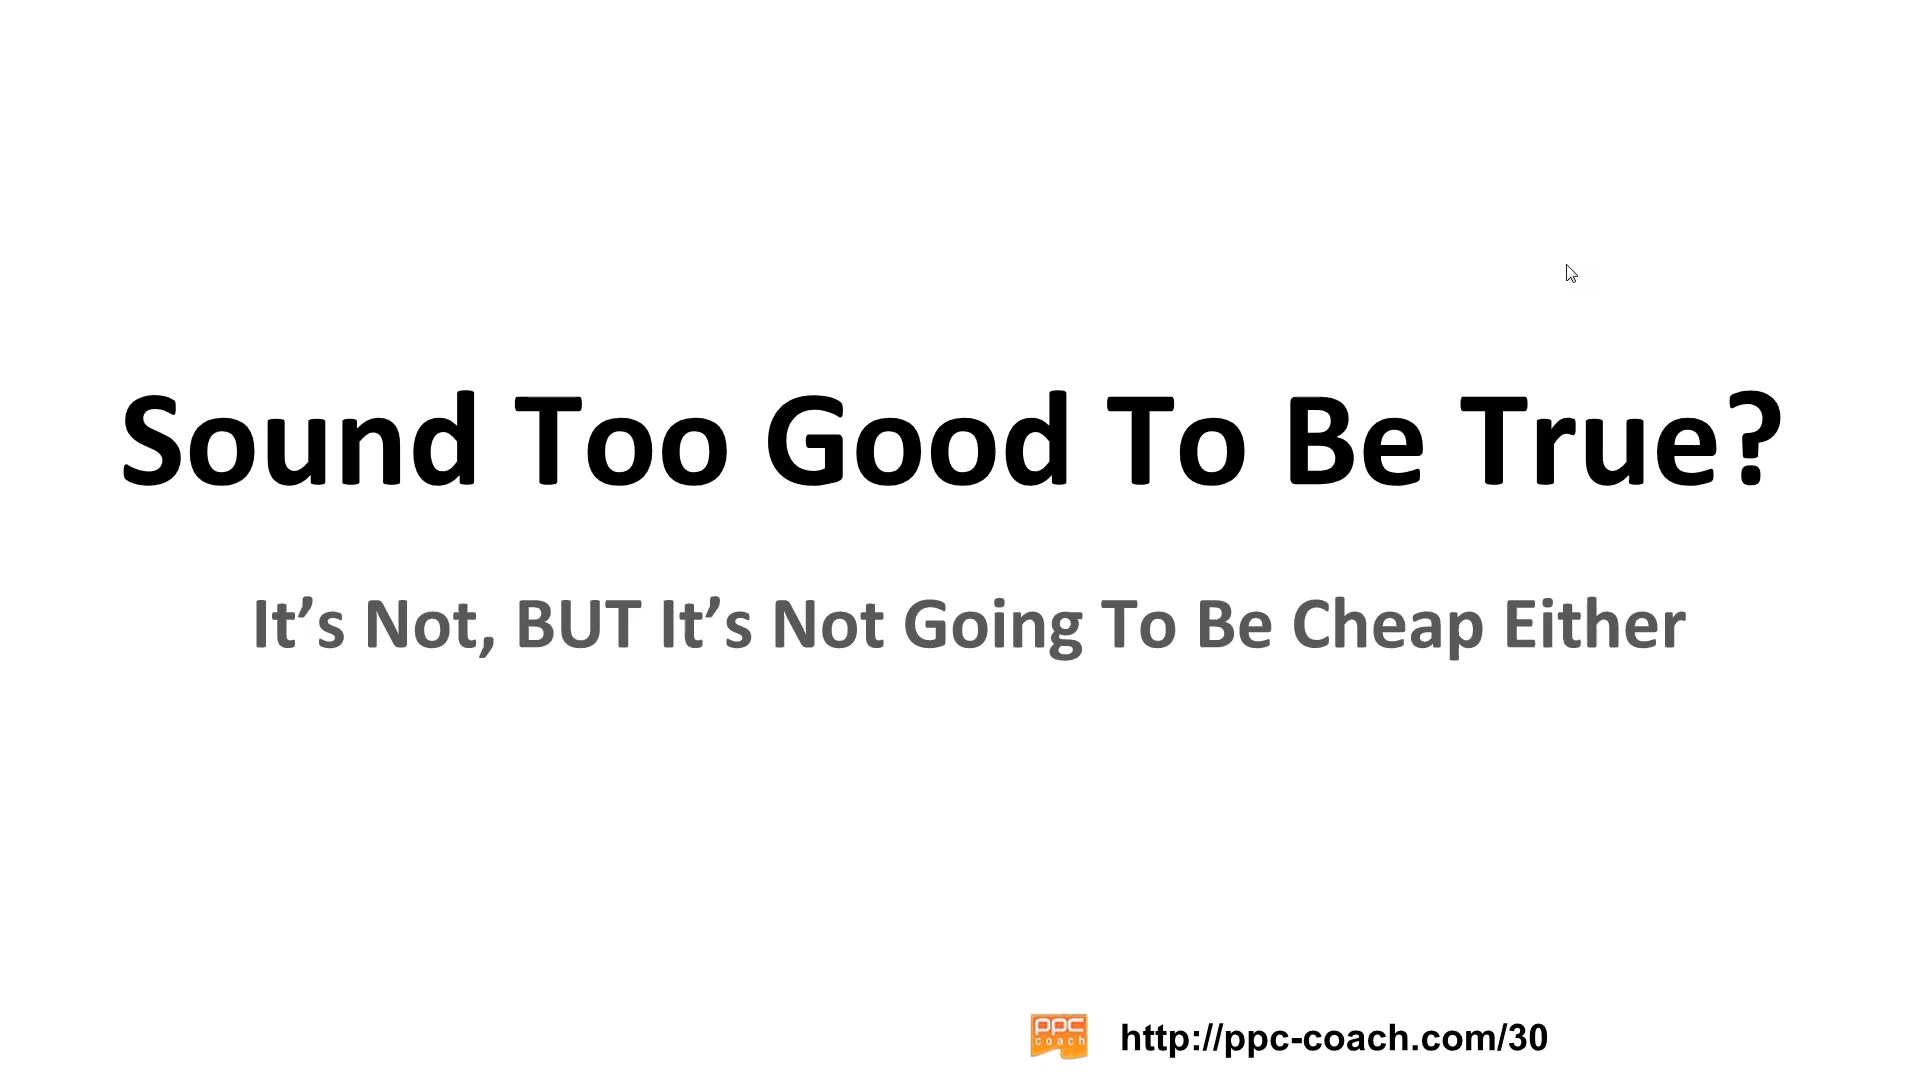 Sound Too Good To Be True?
It’s Not, BUT It’s Not Going To Be Cheap Either
ppc
coach
http://ppc-coach.com/30